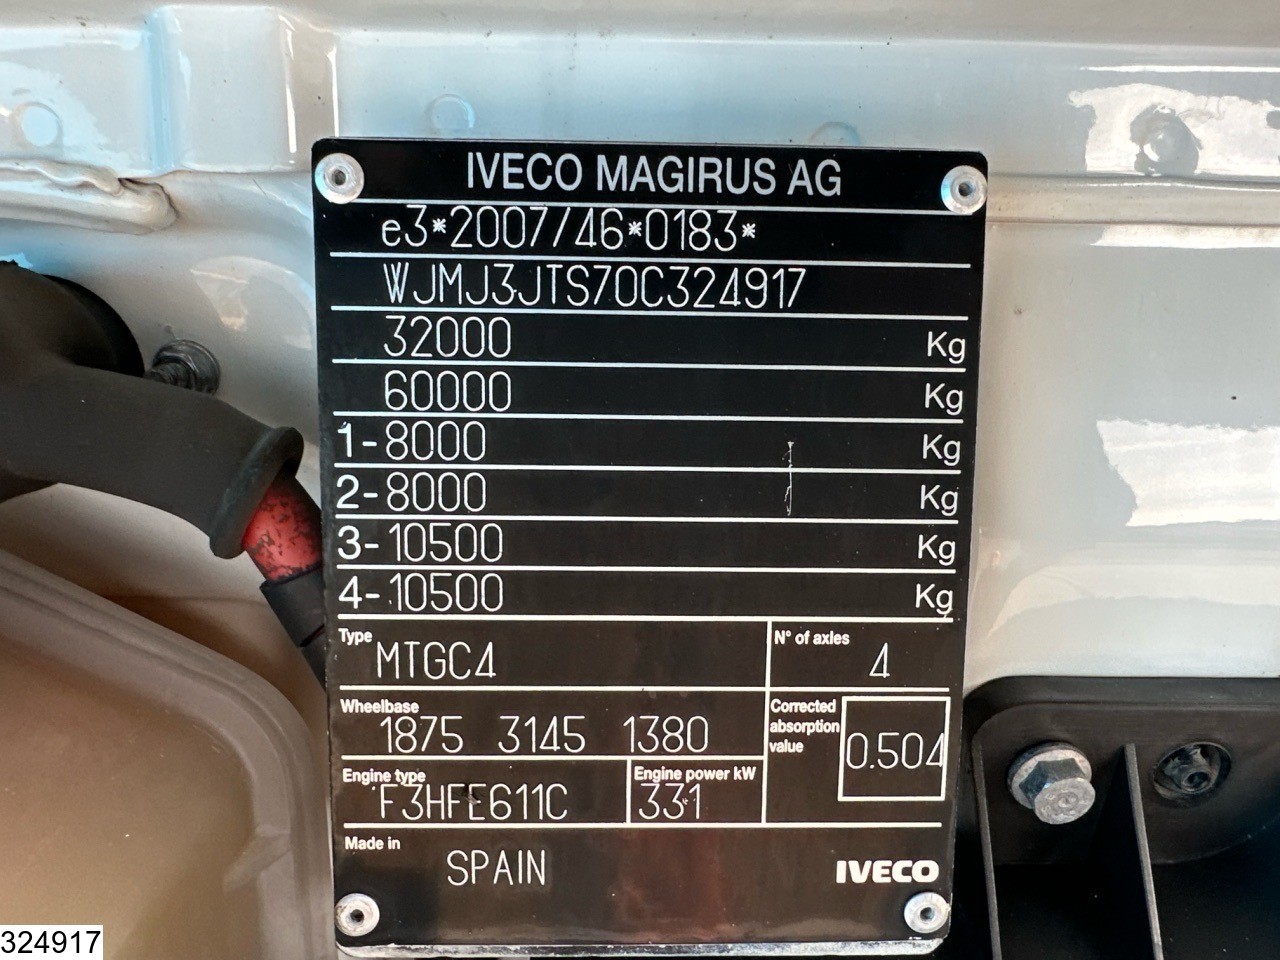 IVECO MAGIRUS AG
e3*2007/46*0183*
WJMJ3JTS70C324917
32000 Kg
60000 Kg
1-8000 Kg
2-8000 Kg
3-10500 Kg
4-10500 Kg
Type MTGC4 N° of axles 4
Wheelbase 1875 3145 1380
Corrected absorption value 0.504
Engine type F3HFE611C Engine power kW 331
Made in SPAIN IVECO
324917